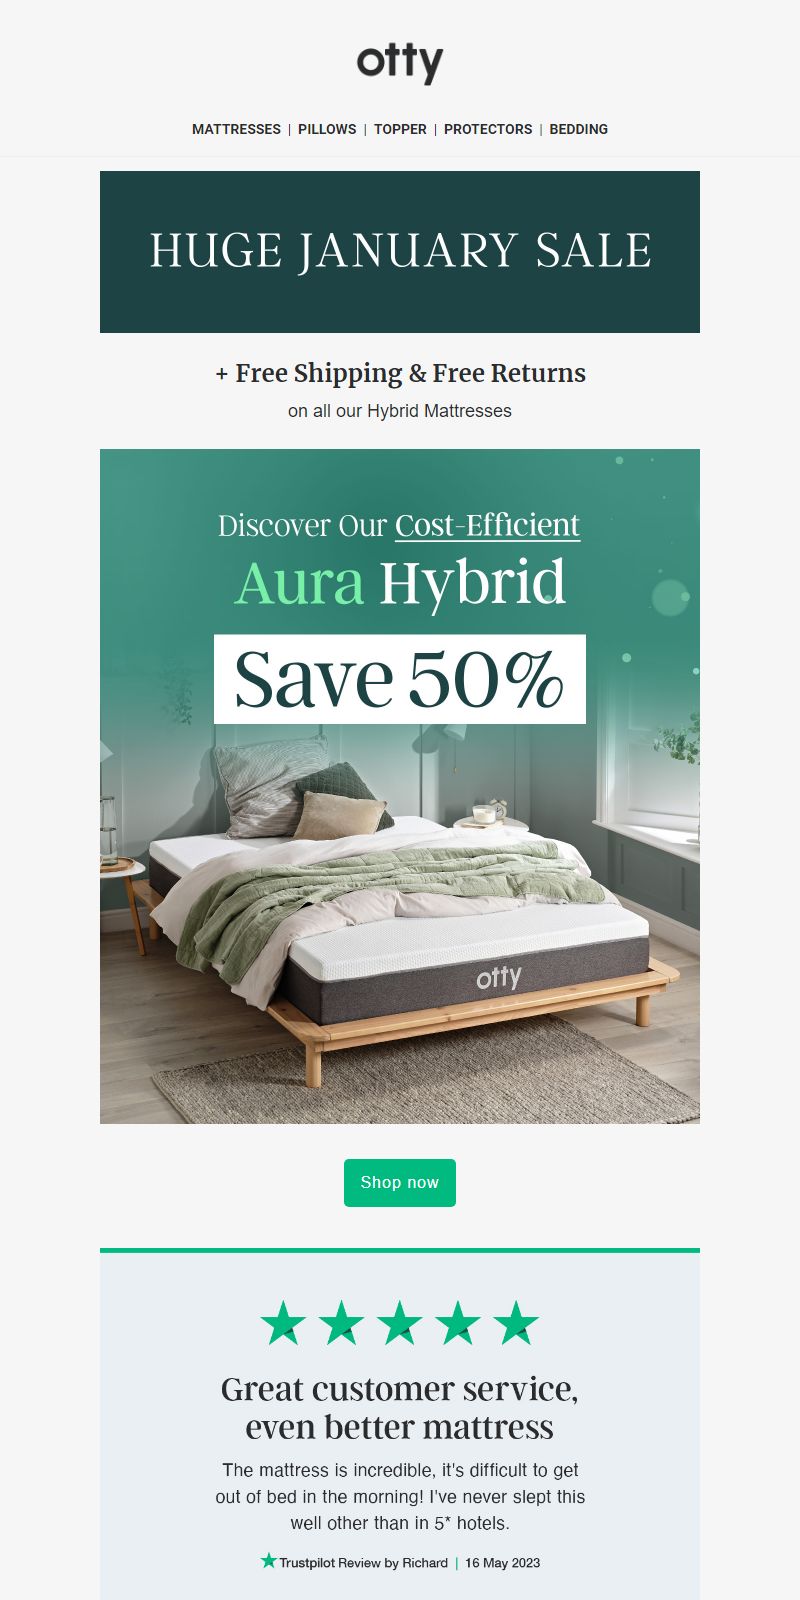 otty
MATTRESSES | PILLOWS | TOPPER | PROTECTORS | BEDDING
HUGE JANUARY SALE
+ Free Shipping & Free Returns
on all our Hybrid Mattresses
Discover Our Cost-Efficient
Aura Hybrid
Save 50%
otty
Shop now
Great customer service,
even better mattress
The mattress is incredible, it's difficult to get
out of bed in the morning! I've never slept this
well other than in 5* hotels.
Trustpilot Review by Richard | 16 May 2023